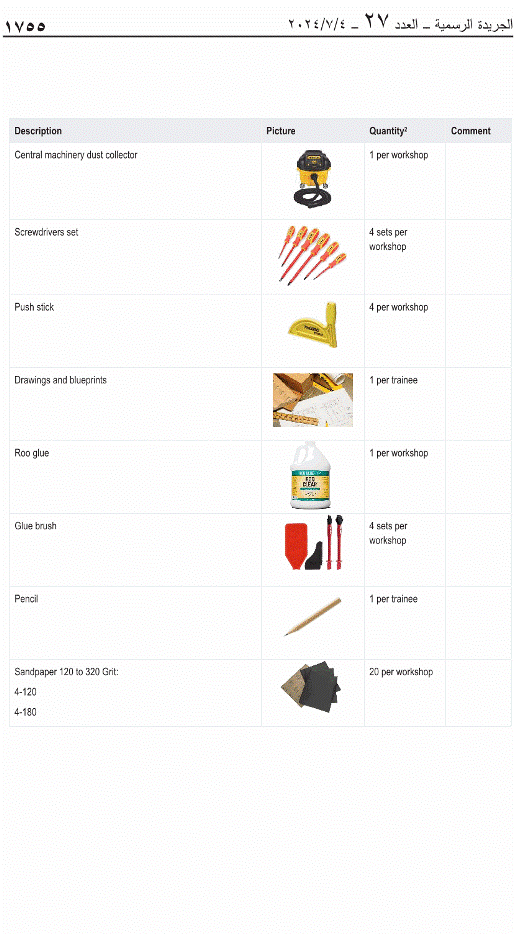 الجريدة الرسمية – العدد ٢٧ – ٢٠٢٤/٧/٤
١٧٥٥
Description Picture Quantity² Comment
Central machinery dust collector 1 per workshop
Screwdrivers set 4 sets per
workshop
Push stick 4 per workshop
Drawings and blueprints 1 per trainee
Roo glue 1 per workshop
ROO
CLEAR
Glue brush 4 sets per
workshop
Pencil 1 per trainee
Sandpaper 120 to 320 Grit: 20 per workshop
4-120
4-180